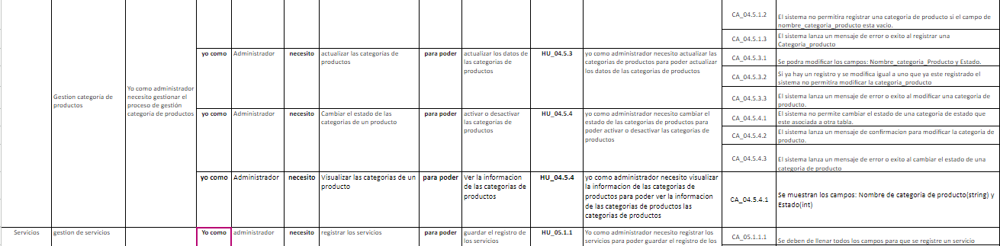 CA_04.5.1.2
El sistema no permitira registrar una categoria de producto si el campo de
nombre_categoria_producto esta vacio.
CA_04.5.1.3
El sistema lanza un mensaje de error o exito al registrar una
Categoria_producto
Gestion categoría de
productos
Yo como administrador
necesito gestionar el
proceso de gestión
categoría de productos
yo como
Administrador
necesito
actualizar las categorias de
productos
para poder
actualizar los datos de
las categorias de
productos
HU_04.5.3
yo como administrador necesito actualizar las
categorias de productos para poder actualizar
los datos de las categorias de productos
CA_04.5.3.1
Se podra modificar los campos: Nombre_categoria_Producto y Estado.
CA_04.5.3.2
Si ya hay un registro y se modifica igual a uno que ya este registrado el
sistema no permitira modificar la categoria_producto
CA_04.5.3.3
El sistema lanza un mensaje de error o exito al modificar una categoria de
producto.
yo como
Administrador
necesito
Cambiar el estado de las
categorias de un producto
para poder
activar o desactivar
las categorias de
productos
HU_04.5.4
yo como administrador necesito cambiar el
estado de las categorias de productos para
poder activar o desactivar las categorias de
productos
CA_04.5.4.1
El sistema no permite cambiar el estado de una categoria de estado que
este asociada a otra tabla.
CA_04.5.4.2
El sistema lanza un mensaje de confirmacion para modificar la categoria de
producto.
CA_04.5.4.3
El sistema lanza un mensaje de error o exito al cambiar el estado de una
categoria de producto
yo como
Administrador
necesito
Visualizar las categorias de un
producto
para poder
Ver la informacion
de las categorias de
productos
HU_04.5.4
yo como administrador necesito visualizar
la informacion de las categorias de
productos para poder ver la informacion
de las categorias de productos las
categorias de productos
CA_04.5.4.1
Se muestran los campos: Nombre de categoria de producto(string) y
Estado(int)
Servicios
gestion de servicios
Yo como
administrador
necesito
registrar los servicios
para poder
guardar el registro de
los servicios
HU_05.1.1
Yo como administrador necesito registrar los
servicios para poder guardar el registro de los
CA_05.1.1.1
Se deben de llenar todos los campos para que se registre un servicio